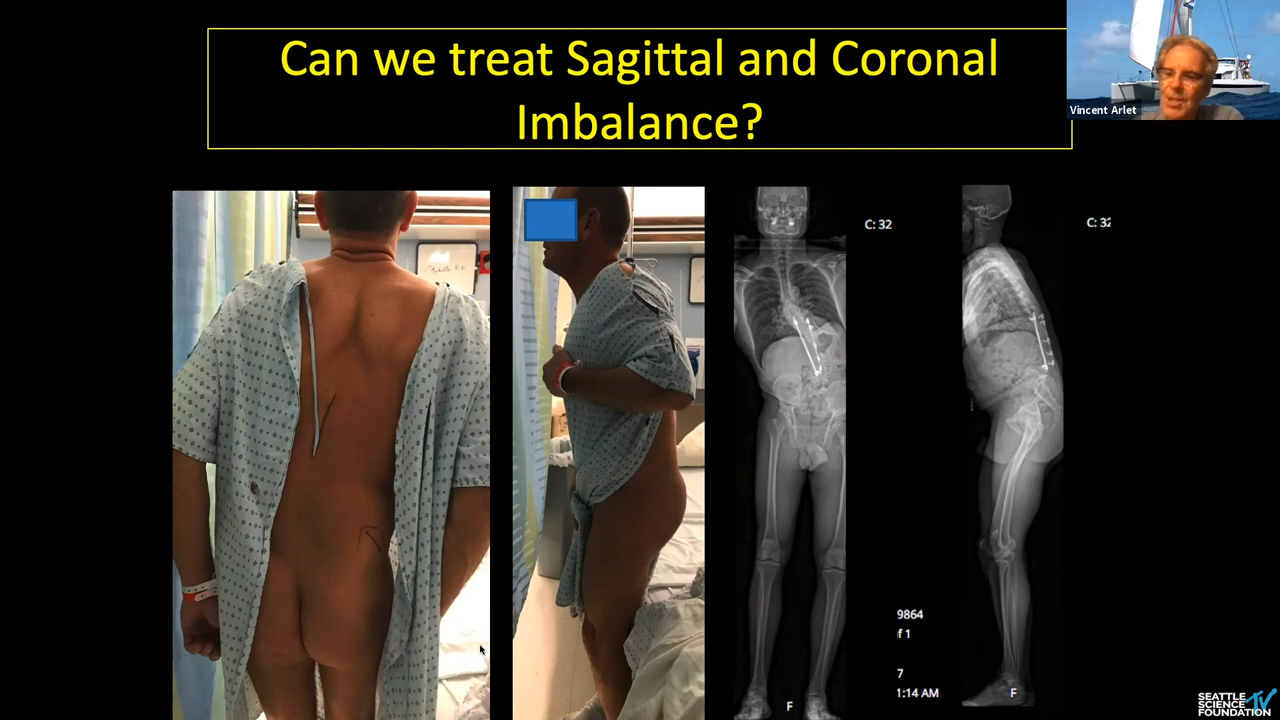 Can we treat Sagittal and Coronal
Imbalance?
Vincent Arlet
C: 32
C: 32
9864
f 1
7
1:14 AM
F
F
SEATTLE
SCIENCE
FOUNDATION
TV